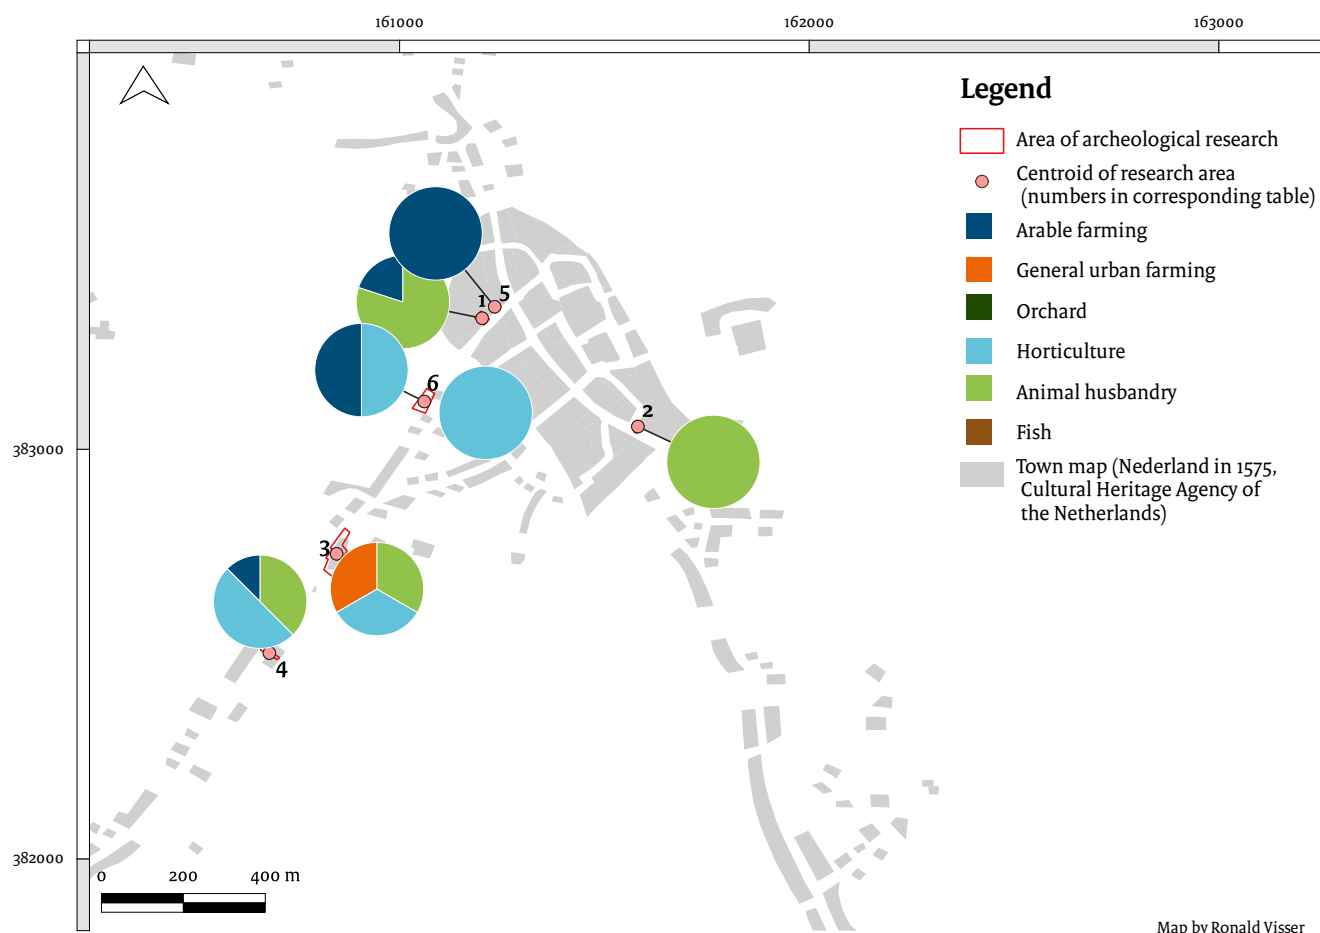 161000
162000
163000
Legend
Area of archeological research
Centroid of research area
(numbers in corresponding table)
Arable farming
General urban farming
Orchard
Horticulture
Animal husbandry
Fish
Town map (Nederland in 1575,
Cultural Heritage Agency of
the Netherlands)
5
1
6
2
383000
3
4
382000
0
200
400 m
Map by Ronald Visser